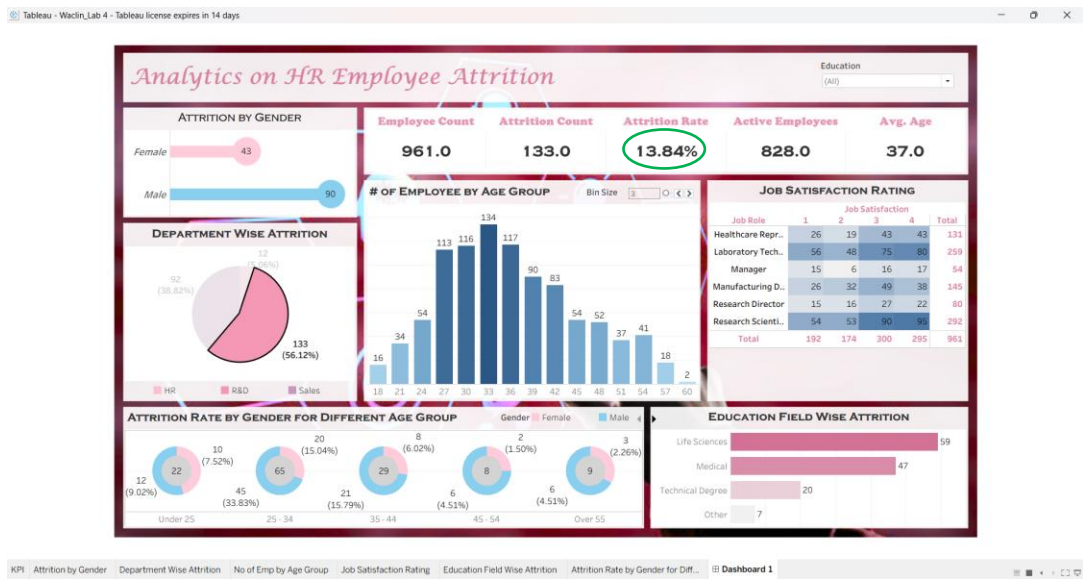 Tableau - Waclin_Lab 4 - Tableau license expires in 14 days
Analytics on HR Employee Attrition
Education
(All)
ATTRITION BY GENDER
Female
43
Male
90
Employee Count
Attrition Count
Attrition Rate
Active Employees
Avg. Age
961.0
133.0
13.84%
828.0
37.0
DEPARTMENT WISE ATTRITION
12
(5.06%)
92
(38.82%)
133
(56.12%)
HR
R&D
Sales
# OF EMPLOYEE BY AGE GROUP
Bin Size
3
16
34
54
113
116
134
117
90
83
54
52
37
41
18
2
18 21 24 27 30 33 36 39 42 45 48 51 54 57 60
JOB SATISFACTION RATING
Job Satisfaction
Job Role 1 2 3 4 Total
Healthcare Repr.. 26 19 43 43 131
Laboratory Tech.. 56 48 75 80 259
Manager 15 6 16 17 54
Manufacturing D.. 26 32 49 38 145
Research Director 15 16 27 22 80
Research Scienti.. 54 53 90 95 292
Total 192 174 300 295 961
ATTRITION RATE BY GENDER FOR DIFFERENT AGE GROUP
Gender
Female
Male
10
(7.52%)
22
12
(9.02%)
20
(15.04%)
65
45
(33.83%)
8
(6.02%)
29
21
(15.79%)
2
(1.50%)
8
6
(4.51%)
3
(2.26%)
9
6
(4.51%)
Under 25
25 - 34
35 - 44
45 - 54
Over 55
EDUCATION FIELD WISE ATTRITION
Life Sciences
59
Medical
47
Technical Degree
20
Other
7
KPI
Attrition by Gender
Department Wise Attrition
No of Emp by Age Group
Job Satisfaction Rating
Education Field Wise Attrition
Attrition Rate by Gender for Diff...
Dashboard 1